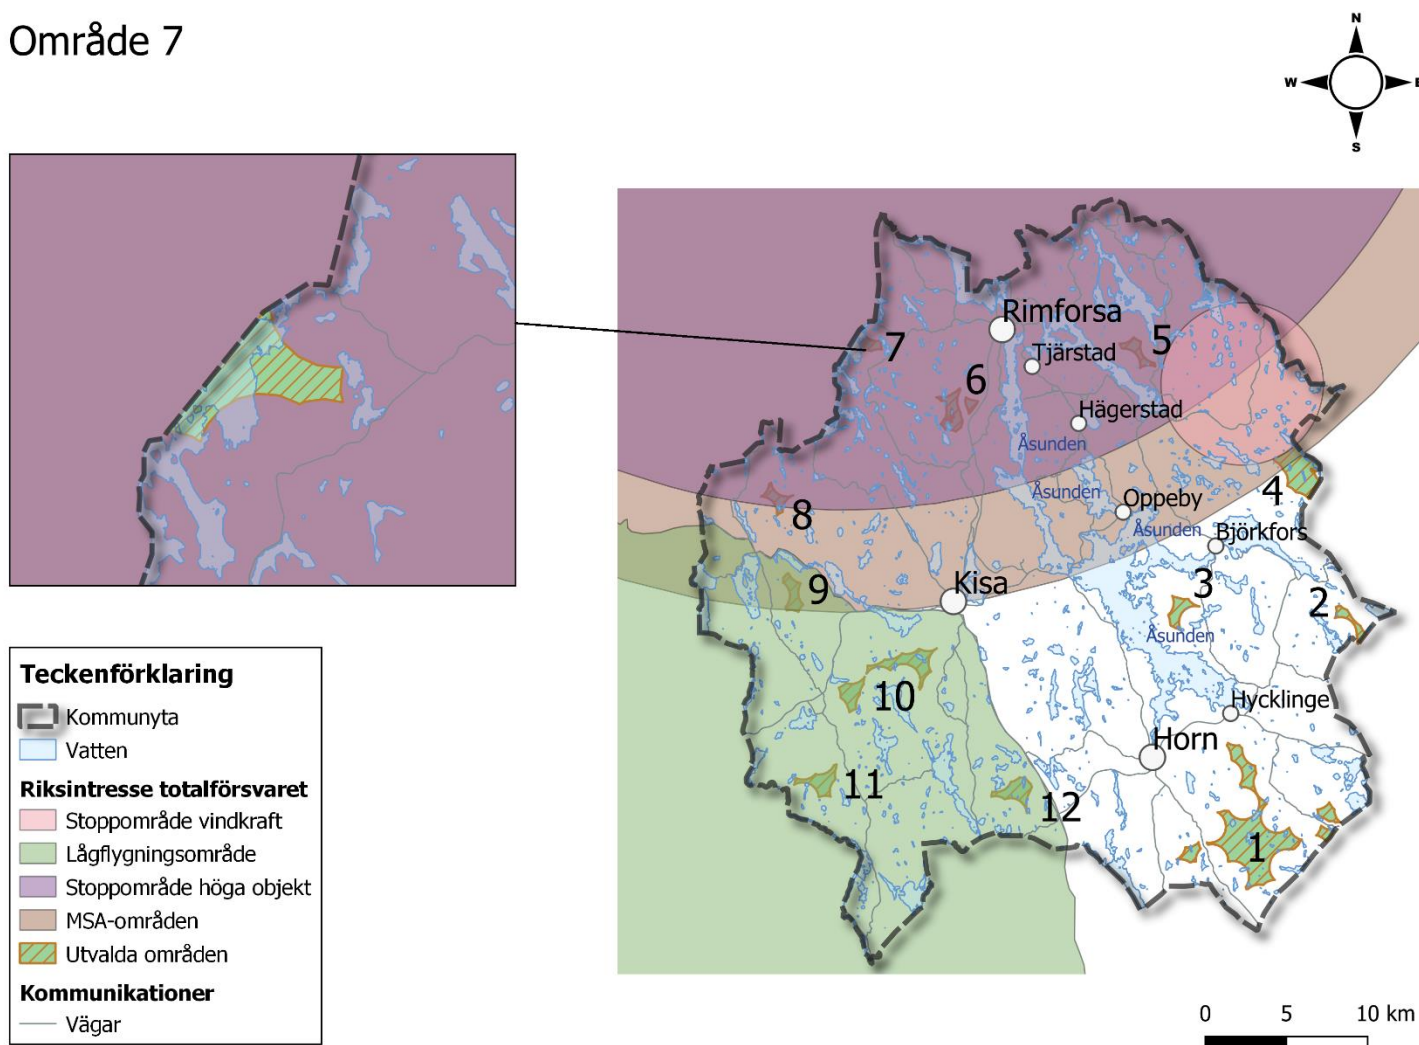 Område 7
N
W
E
S
Rimforsa
7
Tjärstad
5
6
Hägerstad
Åsunden
8
Åsunden
Oppeby
4
Åsunden
Björkfors
9
Kisa
3
2
Åsunden
10
Hycklinge
Horn
11
12
1
Teckenförklaring
Kommunyta
Vatten
Riksintresse totalförsvaret
Stoppområde vindkraft
Lågflygningsområde
Stoppområde höga objekt
MSA-områden
Utvalda områden
Kommunikationer
Vägar
0 5 10 km